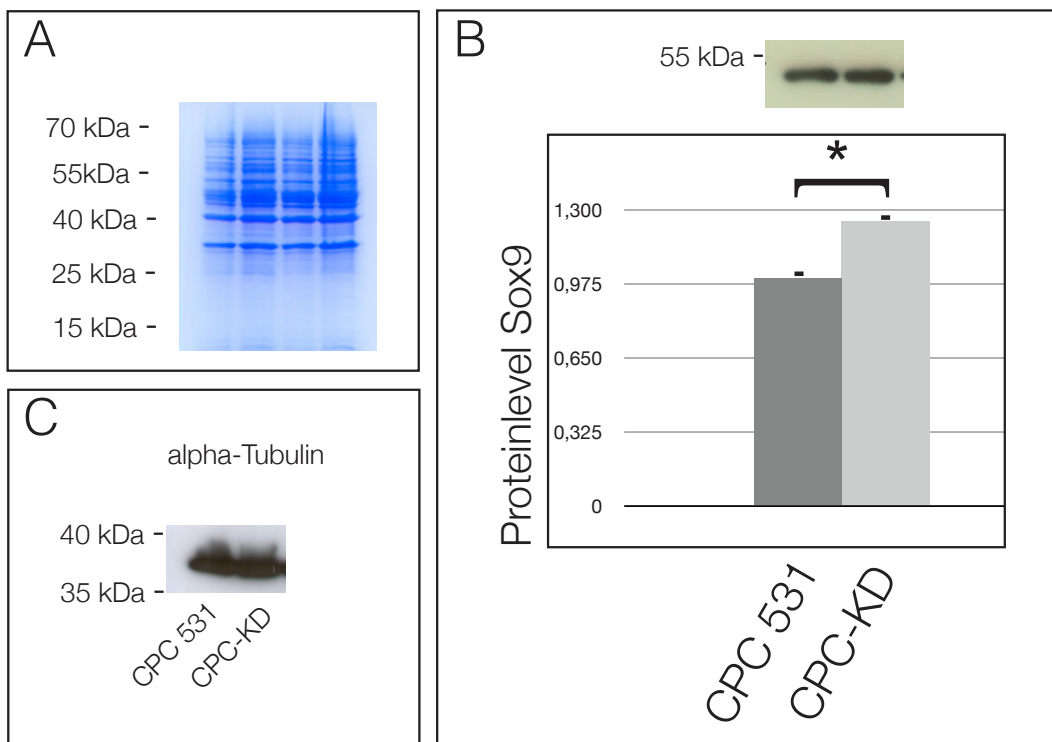 A
70 kDa -
55kDa -
40 kDa -
25 kDa -
15 kDa -
B
55 kDa -
*
1.300
0,975
0,650
0,325
0
Proteinlevel Sox9
CPC 531
CPC-KD
C
alpha-Tubulin
40 kDa -
35 kDa -
CPC 531
CPC-KD